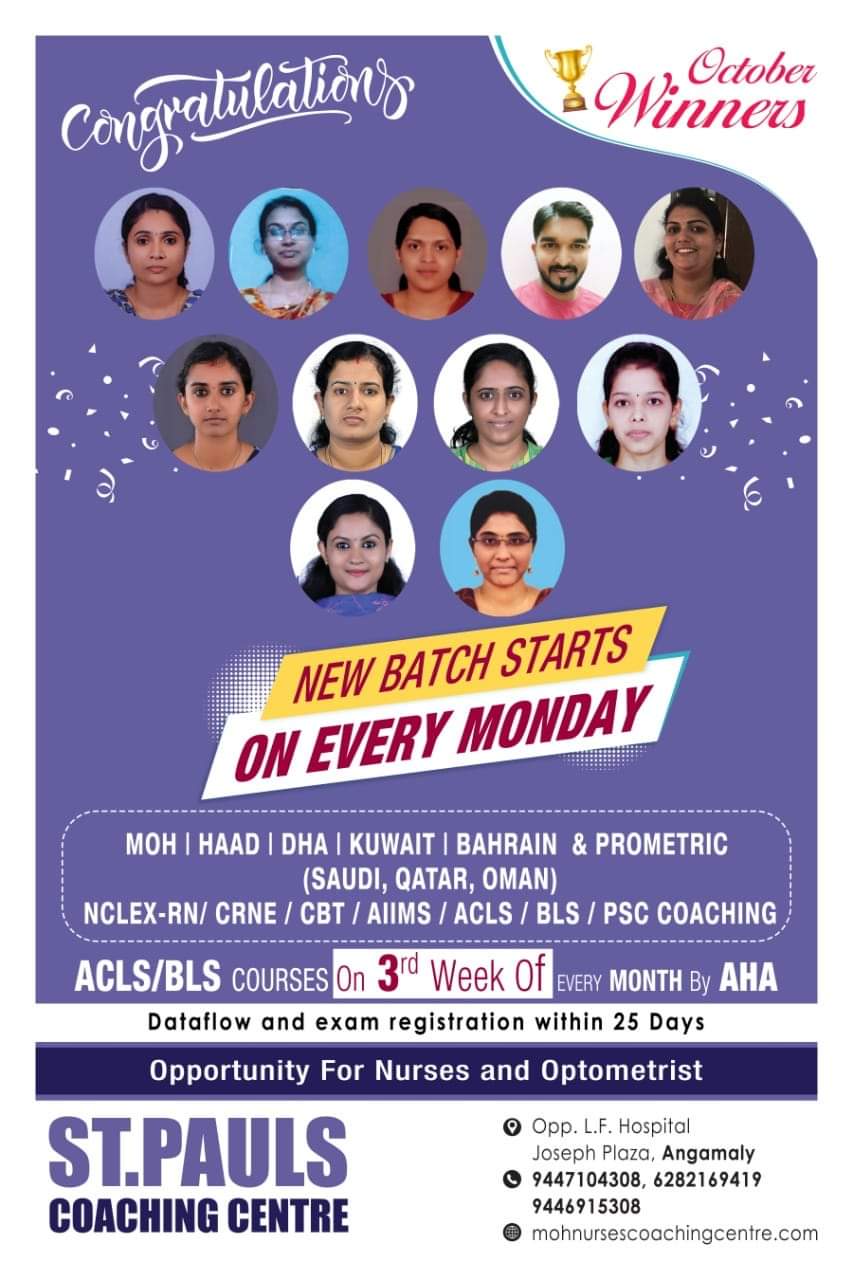 Congratulations
October
Winners
NEW BATCH STARTS
ON EVERY MONDAY
MOH | HAAD | DHA | KUWAIT | BAHRAIN & PROMETRIC
(SAUDI, QATAR, OMAN)
NCLEX-RN/ CRNE / CBT / AIIMS / ACLS / BLS / PSC COACHING
ACLS/BLS COURSES On 3rd Week Of EVERY MONTH By AHA
Dataflow and exam registration within 25 Days
Opportunity For Nurses and Optometrist
ST.PAULS
COACHING CENTRE
Opp. L.F. Hospital
Joseph Plaza, Angamaly
9447104308, 6282169419
9446915308
mohnursescoachingcentre.com